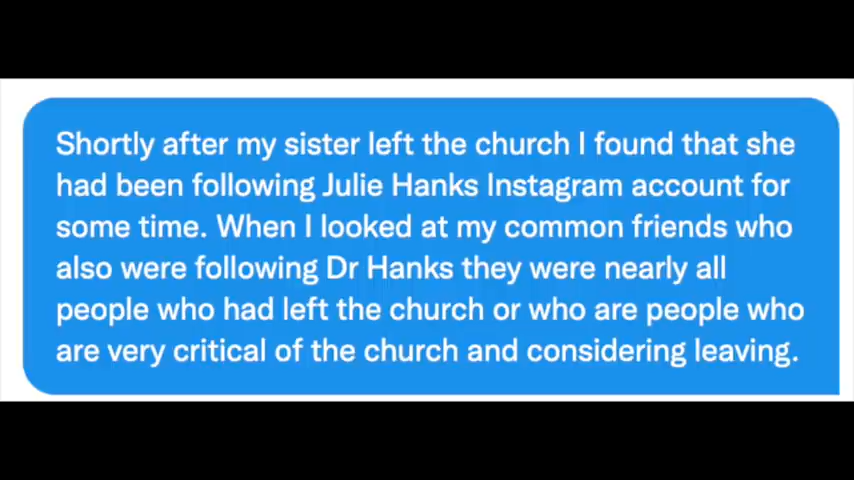 Shortly after my sister left the church I found that she
had been following Julie Hanks Instagram account for
some time. When I looked at my common friends who
also were following Dr Hanks they were nearly all
people who had left the church or who are people who
are very critical of the church and considering leaving.